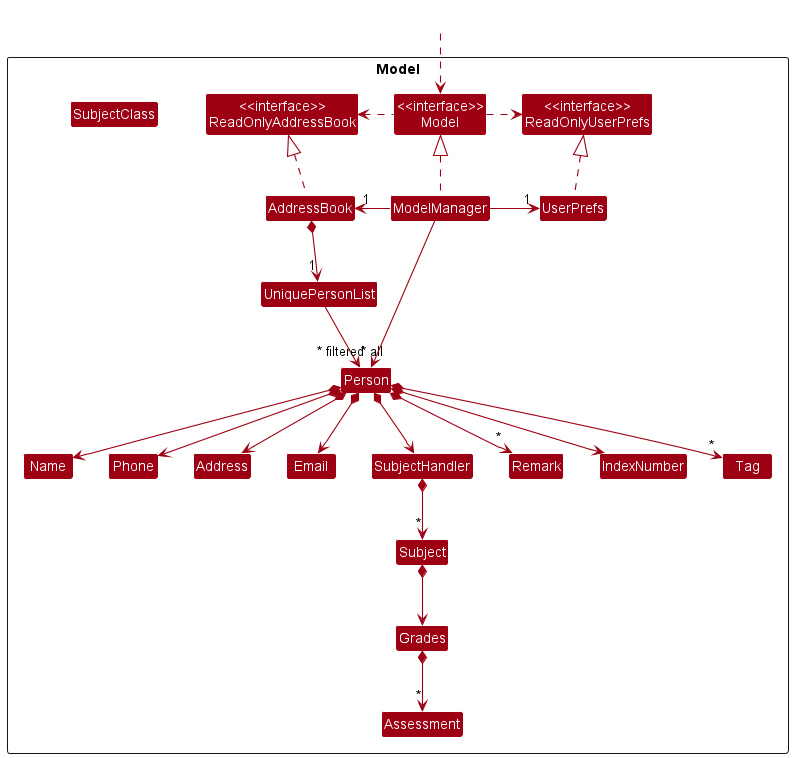 Model
SubjectClass
<<interface>>
ReadOnlyAddressBook
<<interface>>
Model
<<interface>>
ReadOnlyUserPrefs
AddressBook
1
ModelManager
1
UserPrefs
1
UniquePersonList
* filtered
* all
Person
Name
Phone
Address
Email
SubjectHandler
*
Remark
IndexNumber
*
Tag
*
Subject
Grades
*
Assessment